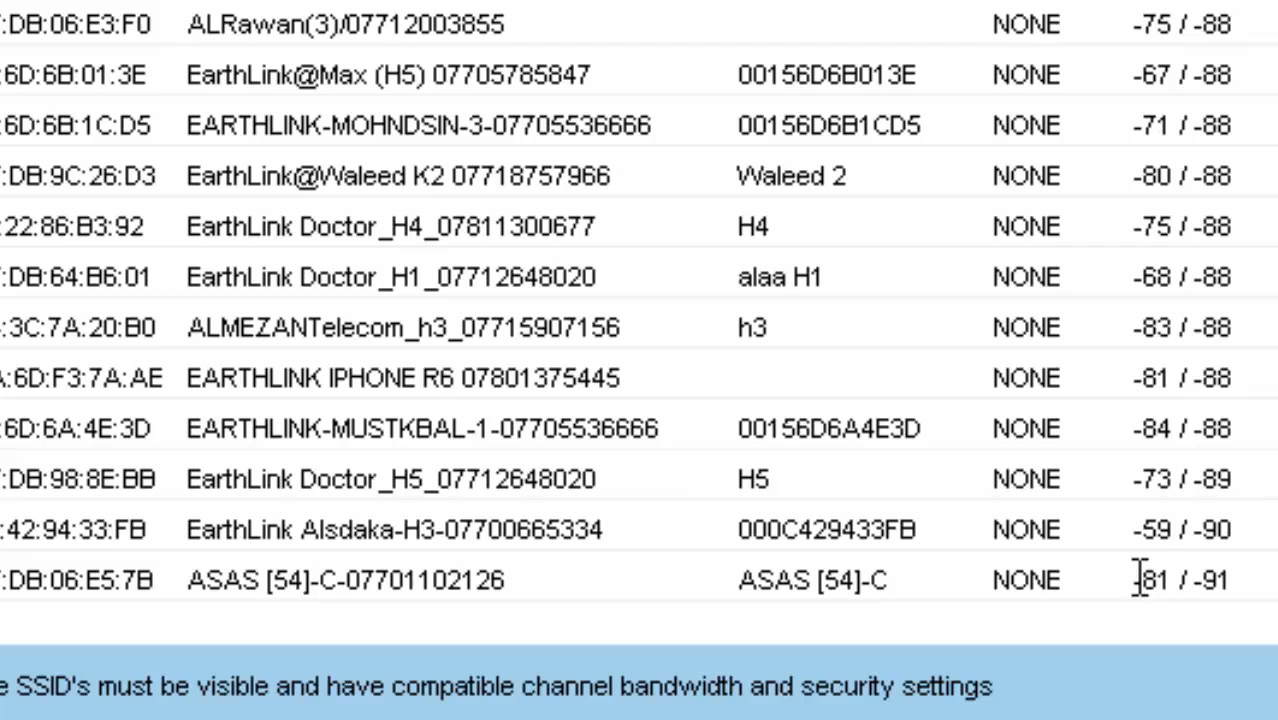 :DB:06:E3:F0 ALRawan(3)/07712003855 NONE -75 / -88
:6D:6B:01:3E EarthLink@Max (H5) 07705785847 00156D6B013E NONE -67 / -88
:6D:6B:1C:D5 EARTHLINK-MOHNDSIN-3-07705536666 00156D6B1CD5 NONE -71 / -88
:DB:9C:26:D3 EarthLink@Waleed K2 07718757966 Waleed 2 NONE -80 / -88
:22:86:B3:92 EarthLink Doctor_H4_07811300677 H4 NONE -75 / -88
:DB:64:B6:01 EarthLink Doctor_H1_07712648020 alaa H1 NONE -68 / -88
:3C:7A:20:B0 ALMEZANTelecom_h3_07715907156 h3 NONE -83 / -88
A:6D:F3:7A:AE EARTHLINK IPHONE R6 07801375445 NONE -81 / -88
:6D:6A:4E:3D EARTHLINK-MUSTKBAL-1-07705536666 00156D6A4E3D NONE -84 / -88
:DB:98:8E:BB EarthLink Doctor_H5_07712648020 H5 NONE -73 / -89
:42:94:33:FB EarthLink Alsdaka-H3-07700665334 000C429433FB NONE -59 / -90
:DB:06:E5:7B ASAS [54]-C-07701102126 ASAS [54]-C NONE -81 / -91
e SSID's must be visible and have compatible channel bandwidth and security settings